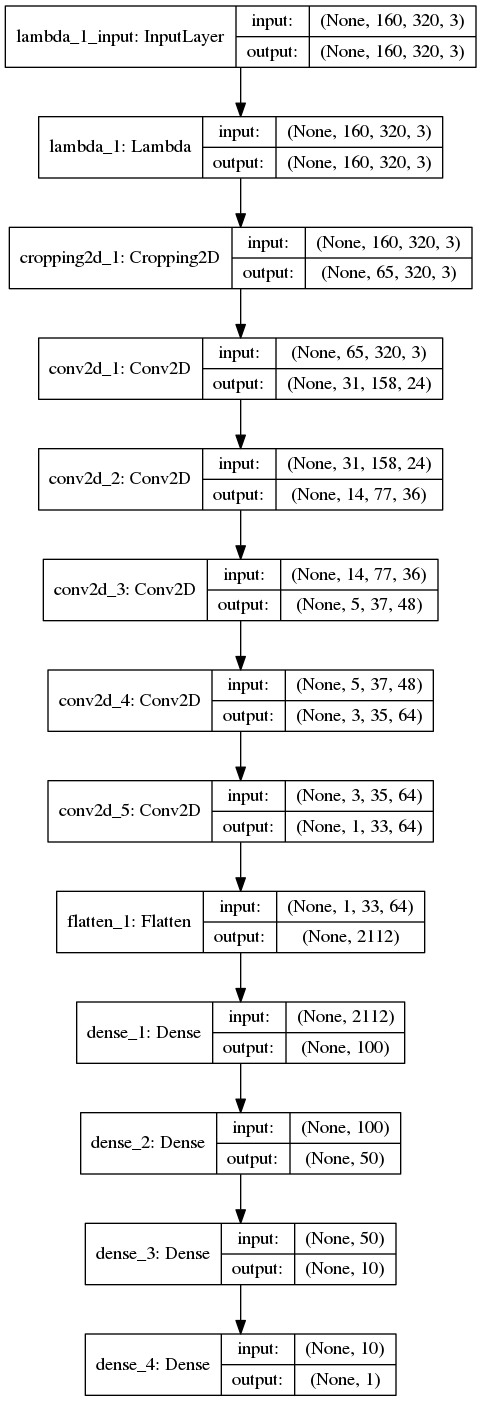 lambda_1_input: InputLayer
input: (None, 160, 320, 3)
output: (None, 160, 320, 3)
lambda_1: Lambda
input: (None, 160, 320, 3)
output: (None, 160, 320, 3)
cropping2d_1: Cropping2D
input: (None, 160, 320, 3)
output: (None, 65, 320, 3)
conv2d_1: Conv2D
input: (None, 65, 320, 3)
output: (None, 31, 158, 24)
conv2d_2: Conv2D
input: (None, 31, 158, 24)
output: (None, 14, 77, 36)
conv2d_3: Conv2D
input: (None, 14, 77, 36)
output: (None, 5, 37, 48)
conv2d_4: Conv2D
input: (None, 5, 37, 48)
output: (None, 3, 35, 64)
conv2d_5: Conv2D
input: (None, 3, 35, 64)
output: (None, 1, 33, 64)
flatten_1: Flatten
input: (None, 1, 33, 64)
output: (None, 2112)
dense_1: Dense
input: (None, 2112)
output: (None, 100)
dense_2: Dense
input: (None, 100)
output: (None, 50)
dense_3: Dense
input: (None, 50)
output: (None, 10)
dense_4: Dense
input: (None, 10)
output: (None, 1)